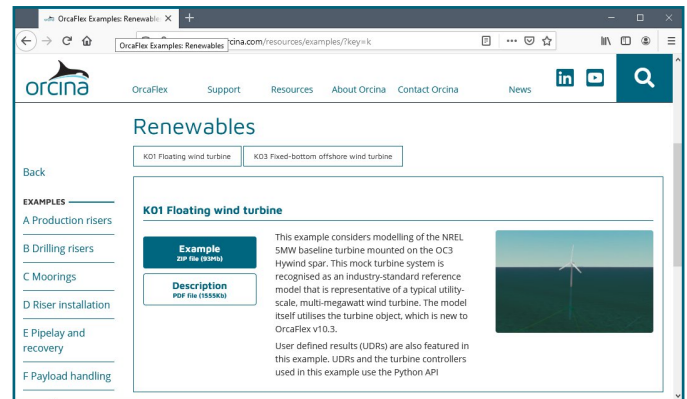 OrcaFlex Examples: Renewable
OrcaFlex Examples: Renewables
rcina.com/resources/examples/?key=k
orcina
OrcaFlex Support Resources About Orcina Contact Orcina News
in
Renewables
K01 Floating wind turbine K03 Fixed-bottom offshore wind turbine
Back
EXAMPLES
A Production risers
B Drilling risers
C Moorings
D Riser installation
E Pipelay and
recovery
F Payload handling
K01 Floating wind turbine
Example
ZIP file (93Mb)
Description
PDF file (1555Kb)
This example considers modelling of the NREL
5MW baseline turbine mounted on the OC3
Hywind spar. This mock turbine system is
recognised as an industry-standard reference
model that is representative of a typical utility-
scale, multi-megawatt wind turbine. The model
itself utilises the turbine object, which is new to
OrcaFlex v10.3.
User defined results (UDRs) are also featured in
this example. UDRs and the turbine controllers
used in this example use the Python API